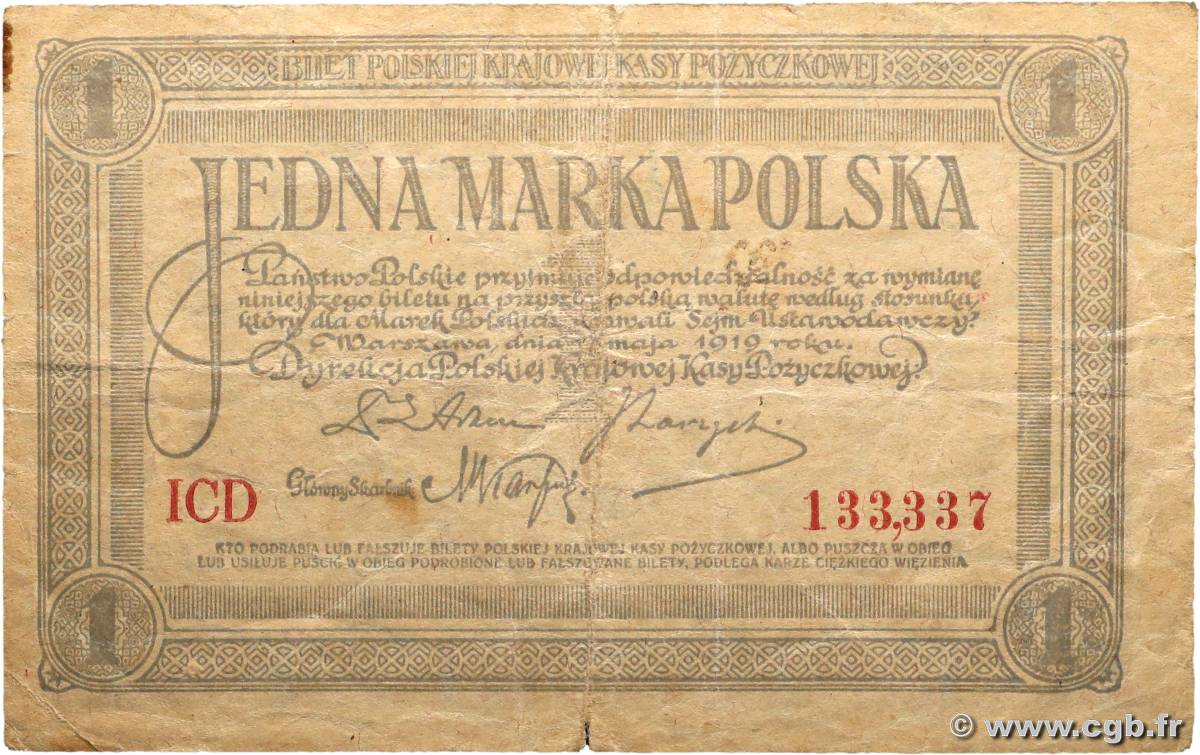 1 BILET POLSKIEJ KRAJOWEJ KASY POŻYCZKOWEJ 1
JEDNA MARKA POLSKA
Państwo Polskie przyjmuje odpowiedzialność za wymianę
niniejszego biletu na przyszłą polską walutę według stosunku,
który dla Marek Polskich uchwali Sejm Ustawodawczy.
Warszawa, dnia maja 1919 roku.
Dyrekcja Polskiej Krajowej Kasy Pożyczkowej
Główny Skarbnik
ICD 133,337
KTO PODRABIA LUB FAŁSZUJE BILETY POLSKIEJ KRAJOWEJ KASY POŻYCZKOWEJ, ALBO PUSZCZA W OBIEG
LUB USIŁUJE PUŚCIĆ W OBIEG PODROBIONE LUB FAŁSZOWANE BILETY, PODLEGA KARZE CIĘŻKIEGO WIĘZIENIA
1 1
© www.cgb.fr